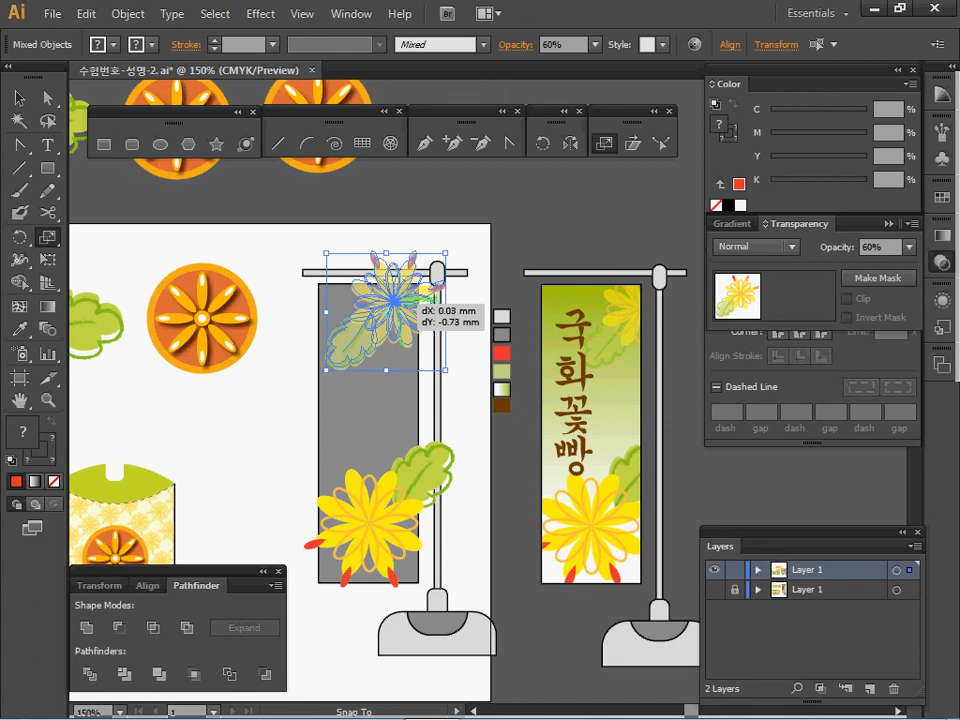 Ai File Edit Object Type Select Effect View Window Help Br Essentials
Mixed Objects ? ? Stroke: Mixed Opacity: 60% Style: Align Transform
수험번호-성명-2.ai* @ 150% (CMYK/Preview)
Color
C %
M %
Y %
K %
Gradient Transparency
Normal Opacity: 60%
Make Mask
Clip
Invert Mask
Corner:
Align Stroke:
Dashed Line
dash gap dash gap dash gap
dX: 0.03 mm
dY: -0.73 mm
국
화
꽃
빵
Layers
Layer 1
Layer 1
2 Layers
Transform Align Pathfinder
Shape Modes:
Expand
Pathfinders:
150% 1 Snap To